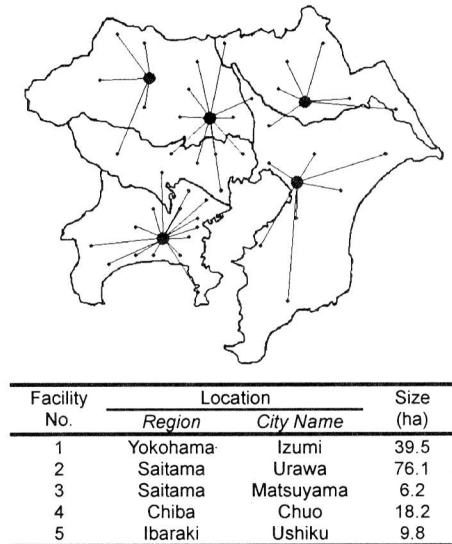 Facility Location Size
No. Region City Name (ha)
1 Yokohama Izumi 39.5
2 Saitama Urawa 76.1
3 Saitama Matsuyama 6.2
4 Chiba Chuo 18.2
5 Ibaraki Ushiku 9.8